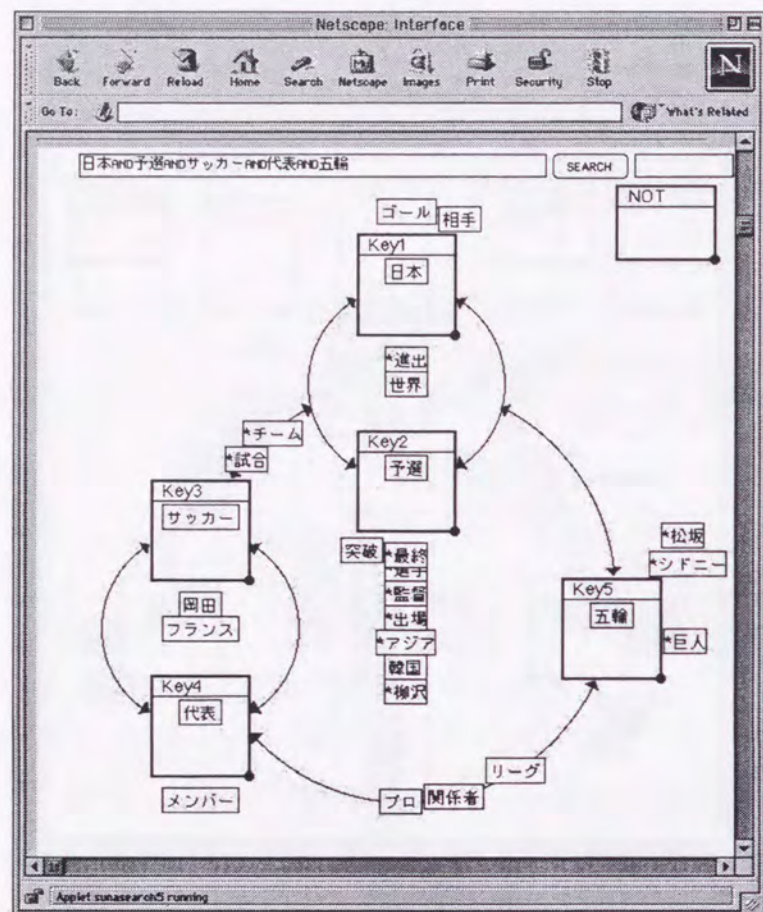 Netscape: Interface
Back Forward Reload Home Search Netscape Images Print Security Stop
N
Go To: What's Related
日本AND予選ANDサッカーAND代表AND五輪 SEARCH
NOT
ゴール 相手
Key1
日本
*進出
世界
*チーム
*試合
Key2
予選
Key3
サッカー
突破 *最終
*選手
*監督
*出場
*アジア
韓国
*柳沢
*松坂
*シドニー
Key5
五輪
*巨人
岡田
フランス
Key4
代表
メンバー
プロ 関係者 リーグ
Applet sunasearch5 running